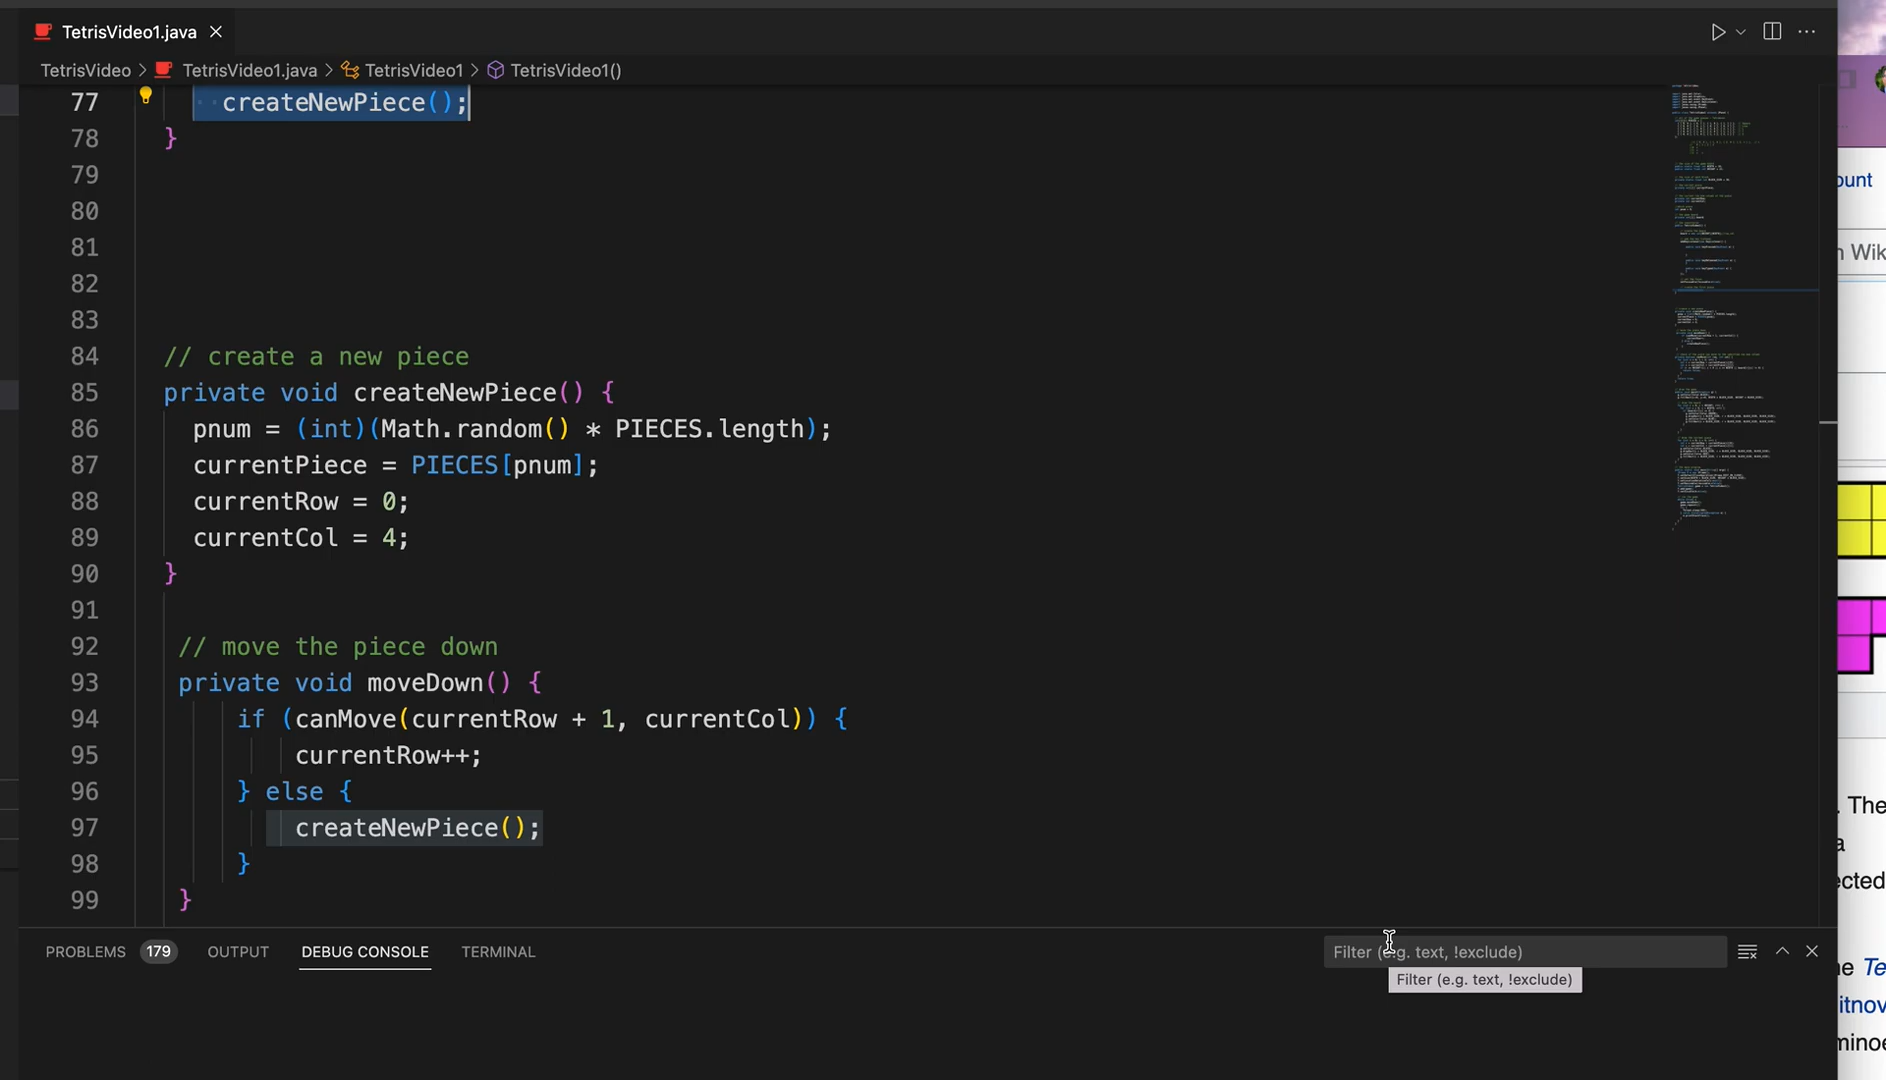 TetrisVideo1.java
TetrisVideo > TetrisVideo1.java > TetrisVideo1 > TetrisVideo1()
77 createNewPiece();
78 }
79
80
81
82
83
84 // create a new piece
85 private void createNewPiece() {
86 pnum = (int)(Math.random() * PIECES.length);
87 currentPiece = PIECES[pnum];
88 currentRow = 0;
89 currentCol = 4;
90 }
91
92 // move the piece down
93 private void moveDown() {
94 if (canMove(currentRow + 1, currentCol)) {
95 currentRow++;
96 } else {
97 createNewPiece();
98 }
99 }
PROBLEMS 179 OUTPUT DEBUG CONSOLE TERMINAL Filter (e.g. text, !exclude)
Filter (e.g. text, !exclude)
ount
n Wik
. The
a
ected
e Te
itnov
mino